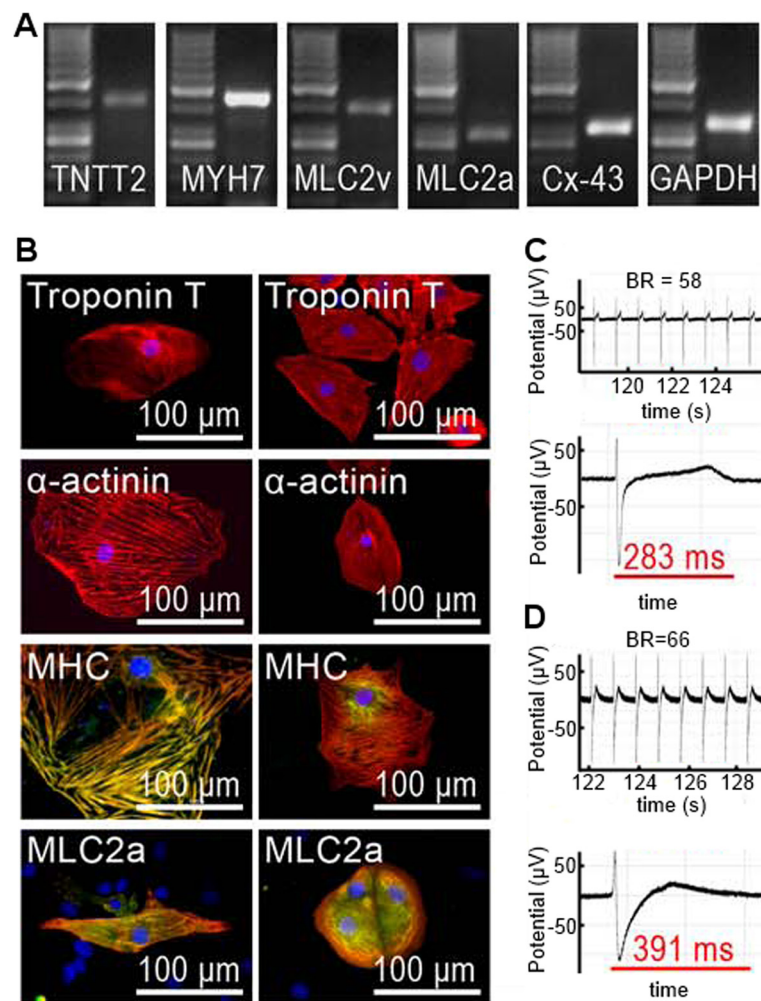 A
TNTT2 MYH7 MLC2v MLC2a Cx-43 GAPDH
B
Troponin T Troponin T
100 µm 100 µm
α-actinin α-actinin
100 µm 100 µm
MHC MHC
100 µm 100 µm
MLC2a MLC2a
100 µm 100 µm
C
BR = 58
Potential (µV)
50
-50
120 122 124
time (s)
Potential (µV)
50
-50
283 ms
time
D
BR=66
Potential (µV)
50
-50
122 124 126 128
time (s)
Potential (µV)
50
-50
391 ms
time